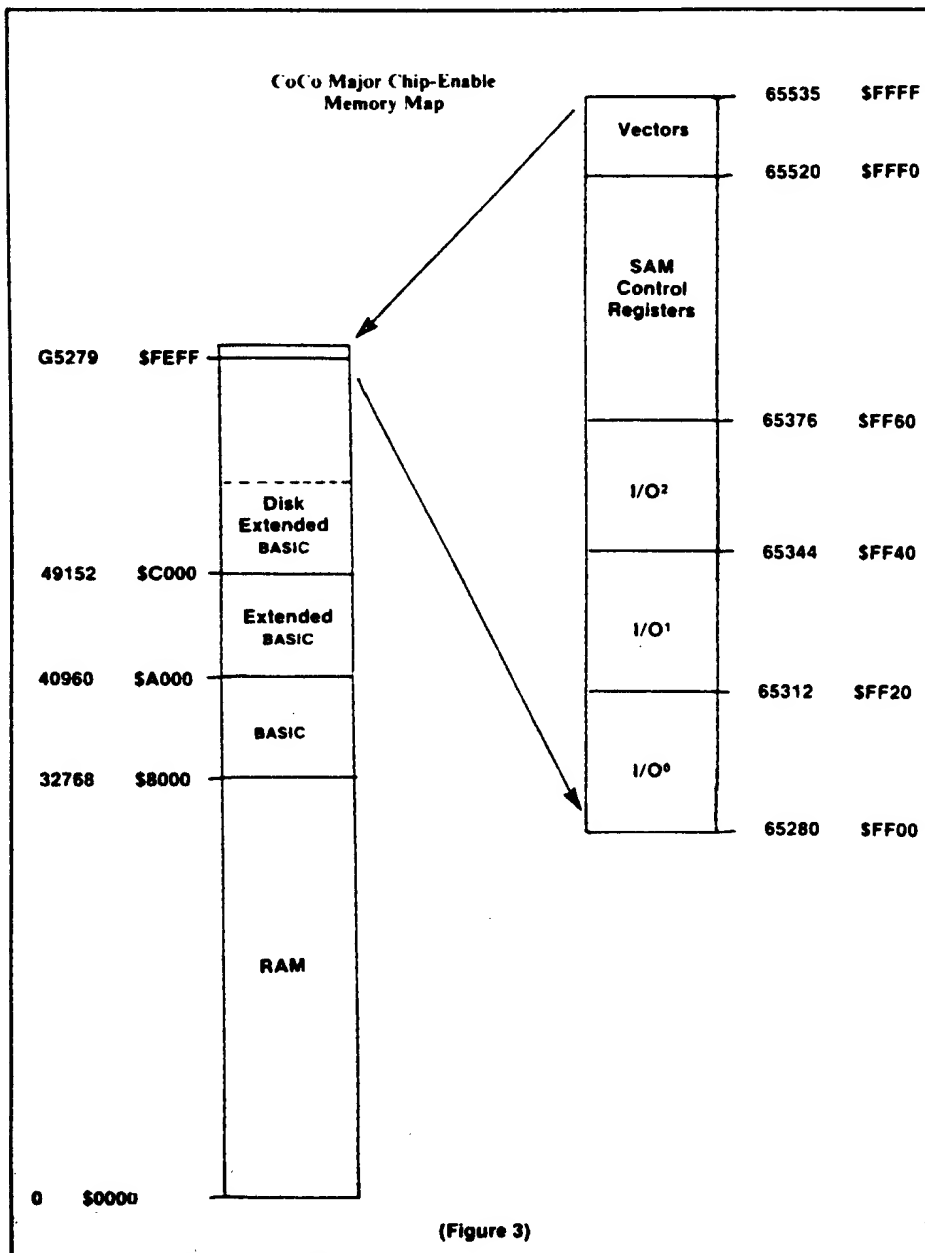 CoCo Major Chip-Enable
Memory Map
65535 $FFFF
Vectors
65520 $FFF0
SAM
Control
Registers
G5279 $FEFF
65376 $FF60
I/O²
Disk
Extended
BASIC
65344 $FF40
49152 $C000
Extended
BASIC
I/O¹
40960 $A000
65312 $FF20
BASIC
I/O⁰
32768 $8000
65280 $FF00
RAM
0 $0000
(Figure 3)